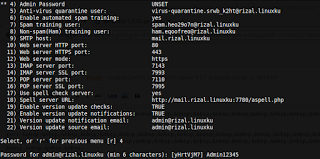 ** 4) Admin Password UNSET
5) Anti-virus quarantine user: virus-quarantine.srwb_k2ht@rizal.linuxku
6) Enable automated spam training: yes
7) Spam training user: spam.heo29o7n@rizal.linuxku
8) Non-spam(Ham) training user: ham.eqoofreo@rizal.linuxku
9) SMTP host: mail.rizal.linuxku
10) Web server HTTP port: 80
11) Web server HTTPS port: 443
12) Web server mode: https
13) IMAP server port: 7143
14) IMAP server SSL port: 7993
15) POP server port: 7110
16) POP server SSL port: 7995
17) Use spell check server: yes
18) Spell server URL: http://mail.rizal.linuxku:7780/aspell.php
19) Enable version update checks: TRUE
20) Enable version update notifications: TRUE
21) Version update notification email: admin@rizal.linuxku
22) Version update source email: admin@rizal.linuxku
Select, or 'r' for previous menu [r] 4
Password for admin@rizal.linuxku (min 6 characters): [yHrtVjM7] Admin12345